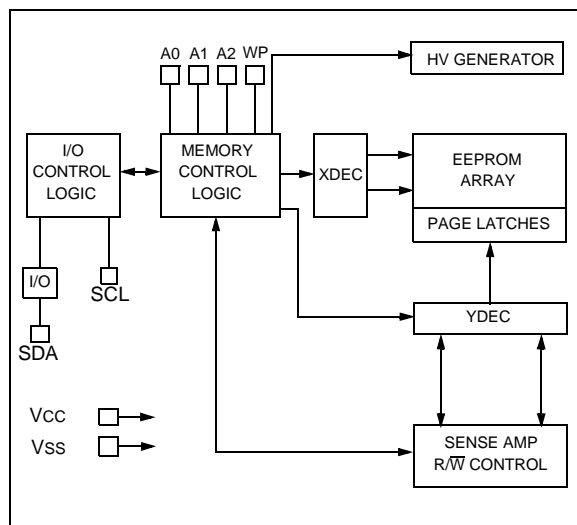 A0 A1 A2 WP
HV GENERATOR
I/O
CONTROL
LOGIC
MEMORY
CONTROL
LOGIC
XDEC
EEPROM
ARRAY
PAGE LATCHES
I/O
SCL
SDA
YDEC
VCC
VSS
SENSE AMP
R/W̅ CONTROL